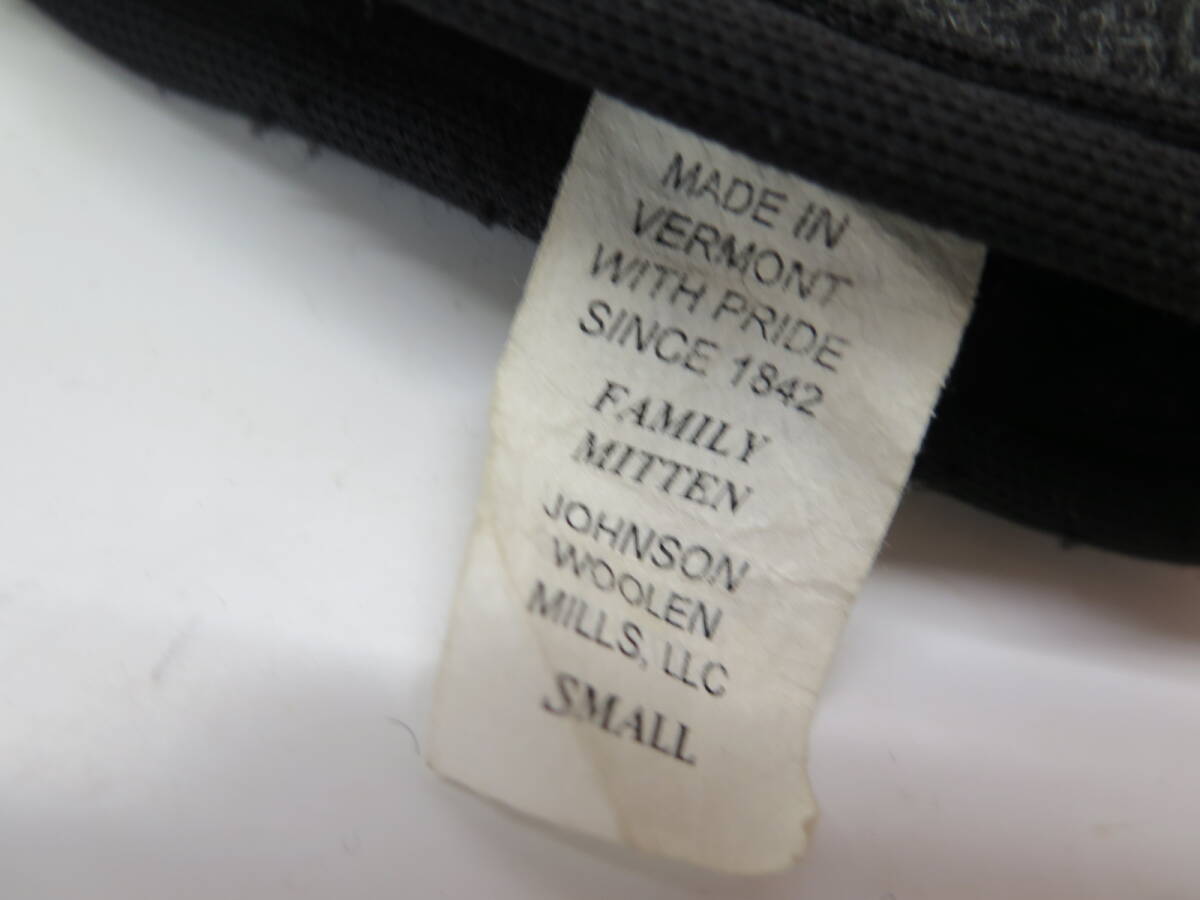 MADE IN
VERMONT
WITH PRIDE
SINCE 1842
FAMILY
MITTEN
JOHNSON
WOOLEN
MILLS, LLC
SMALL